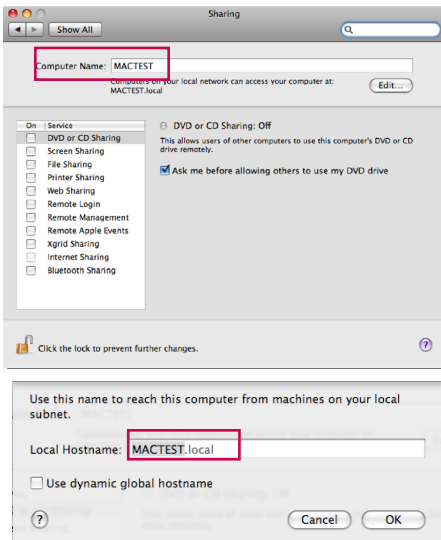 Sharing
Show All
Computer Name: MACTEST
Computers on your local network can access your computer at:
MACTEST.local
Edit...
On Service
DVD or CD Sharing
Screen Sharing
File Sharing
Printer Sharing
Web Sharing
Remote Login
Remote Management
Remote Apple Events
Xgrid Sharing
Internet Sharing
Bluetooth Sharing
DVD or CD Sharing: Off
This allows users of other computers to use this computer's DVD or CD
drive remotely.
Ask me before allowing others to use my DVD drive
Click the lock to prevent further changes.
?
Use this name to reach this computer from machines on your local
subnet.
Local Hostname: MACTEST.local
Use dynamic global hostname
?
Cancel
OK